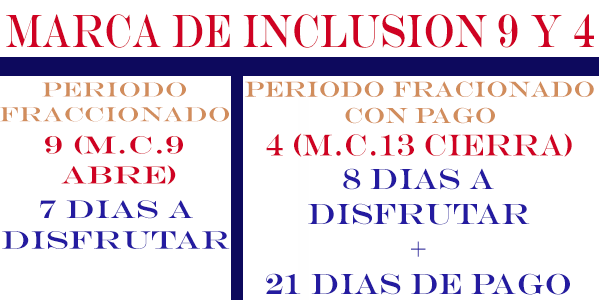 MARCA DE INCLUSION 9 Y 4
PERIODO
FRACCIONADO
9 (M.C.9
ABRE)
7 DIAS A
DISFRUTAR
PERIODO FRACIONADO
CON PAGO
4 (M.C.13 CIERRA)
8 DIAS A
DISFRUTAR
+
21 DIAS DE PAGO